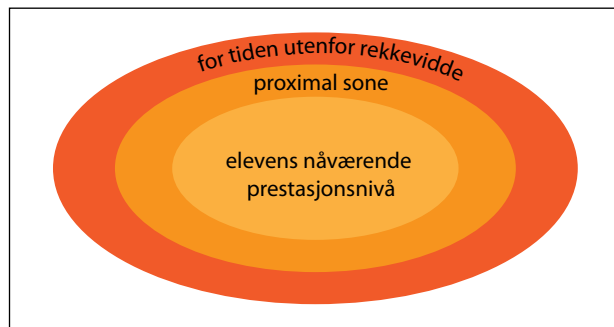 for tiden utenfor rekkevidde
proximal sone
elevens nåværende
prestasjonsnivå